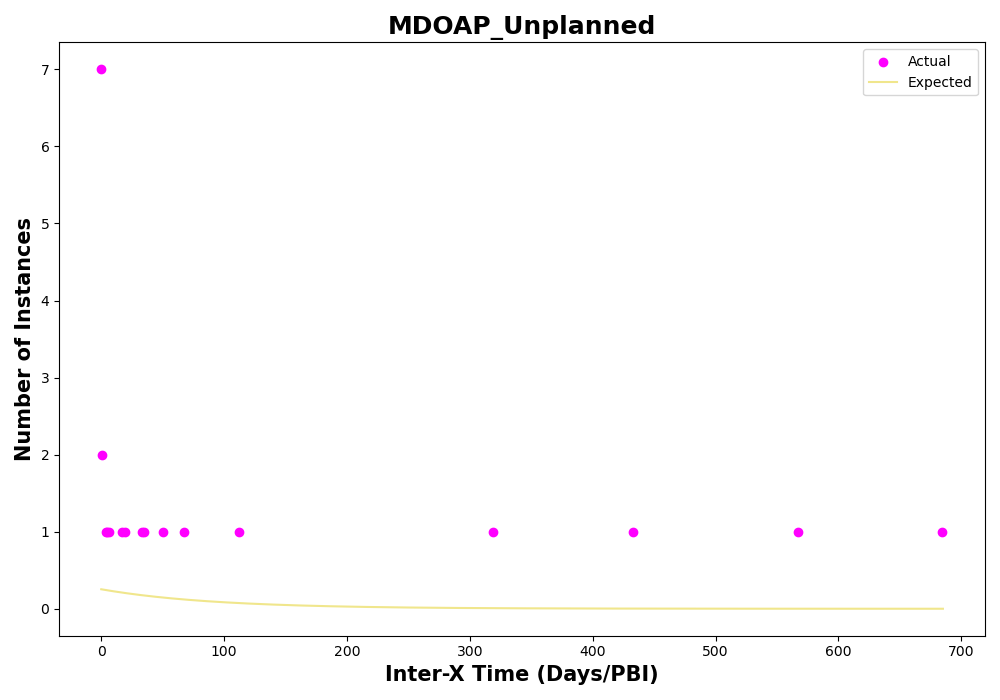 MDOAP_Unplanned
Actual
Expected
Number of Instances
7
6
5
4
3
2
1
0
0 100 200 300 400 500 600 700
Inter-X Time (Days/PBI)